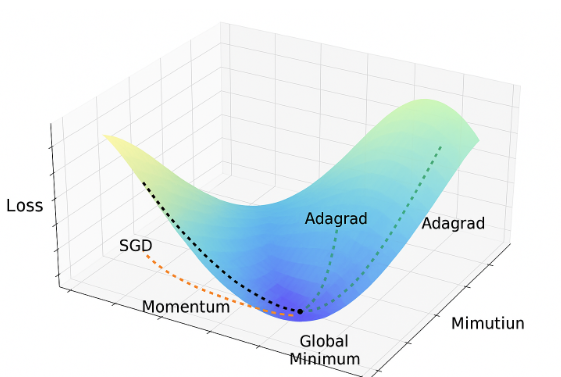 Loss
Adagrad
Adagrad
SGD
Momentum
Mimutiun
Global
Minimum